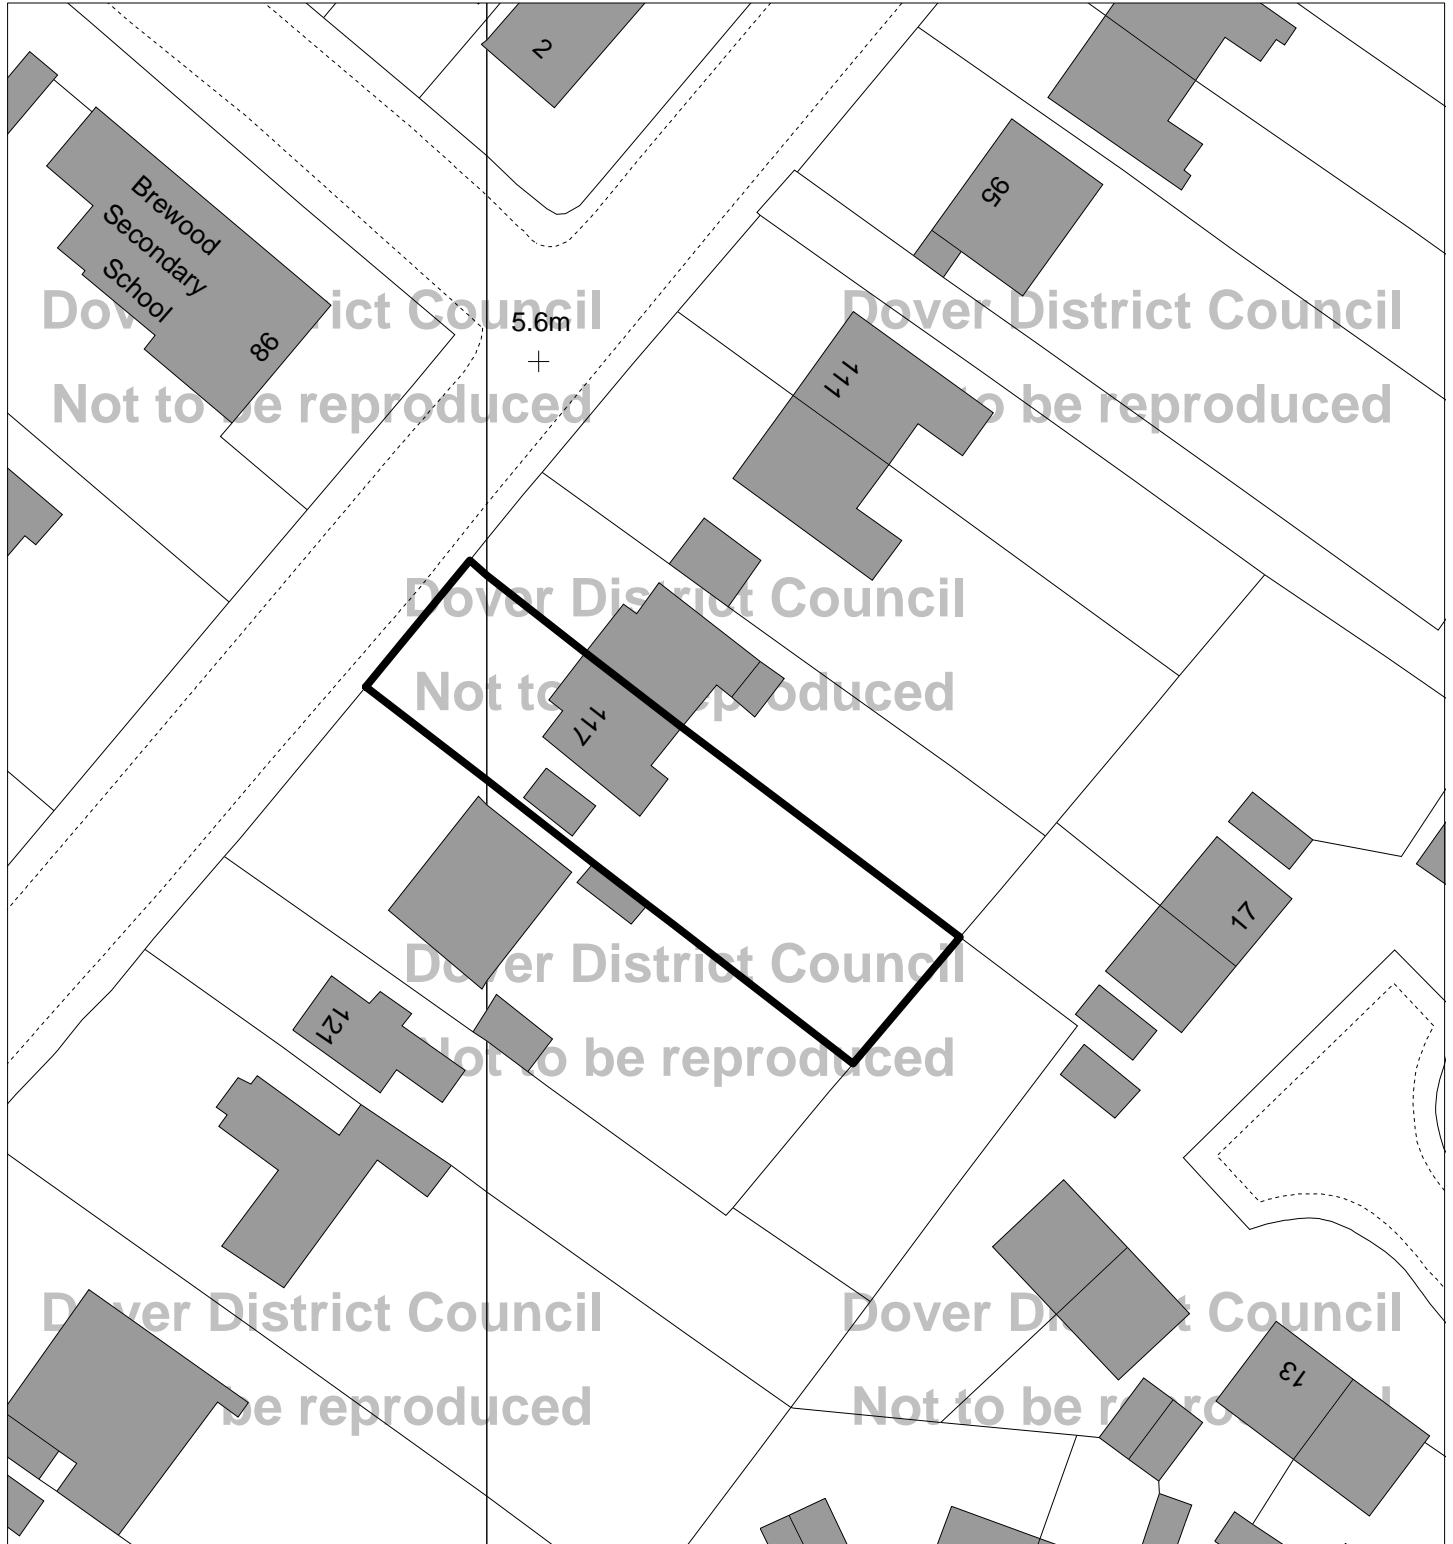 2
Brewood
Secondary
School
98
95
Dover District Council
5.6m
Dover District Council
111
Not to be reproduced
to be reproduced
Dover District Council
Not to be reproduced
117
17
Dover District Council
121
Not to be reproduced
Dover District Council
Dover District Council
13
be reproduced
Not to be reproduced